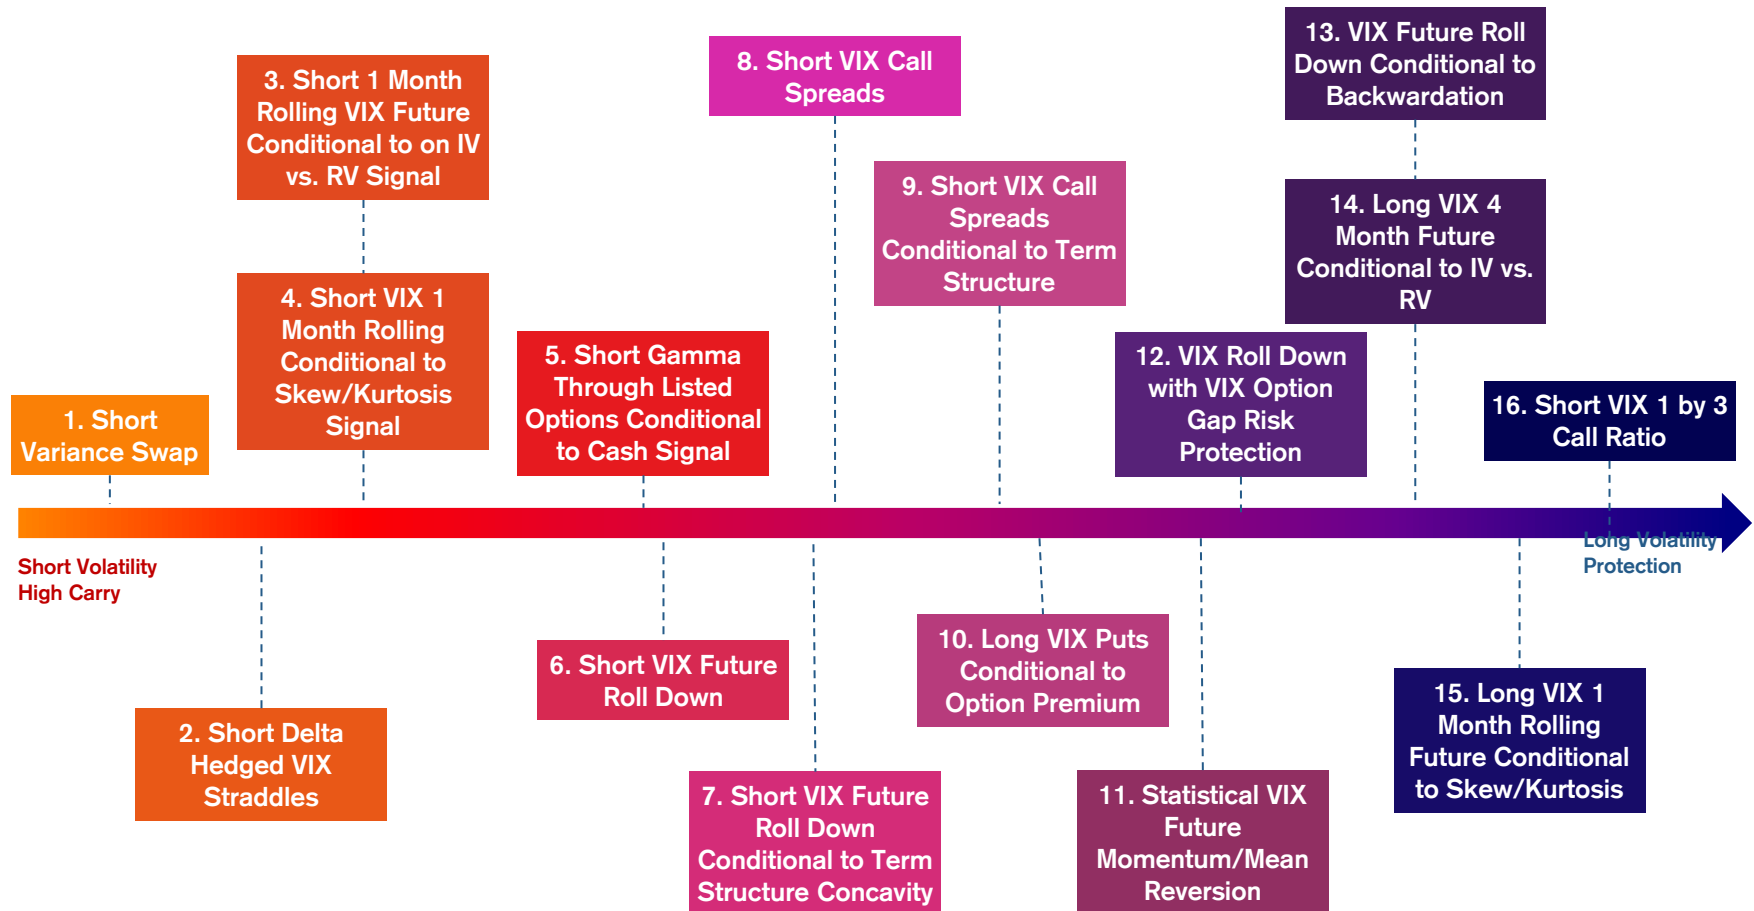 1. Short
Variance Swap
2. Short Delta
Hedged VIX
Straddles
3. Short 1 Month
Rolling VIX Future
Conditional to on IV
vs. RV Signal
4. Short VIX 1
Month Rolling
Conditional to
Skew/Kurtosis
Signal
5. Short Gamma
Through Listed
Options Conditional
to Cash Signal
6. Short VIX Future
Roll Down
7. Short VIX Future
Roll Down
Conditional to Term
Structure Concavity
8. Short VIX Call
Spreads
9. Short VIX Call
Spreads
Conditional to Term
Structure
10. Long VIX Puts
Conditional to
Option Premium
11. Statistical VIX
Future
Momentum/Mean
Reversion
12. VIX Roll Down
with VIX Option
Gap Risk
Protection
13. VIX Future Roll
Down Conditional to
Backwardation
14. Long VIX 4
Month Future
Conditional to IV vs.
RV
15. Long VIX 1
Month Rolling
Future Conditional
to Skew/Kurtosis
16. Short VIX 1 by 3
Call Ratio
Short Volatility
High Carry
Long Volatility
Protection